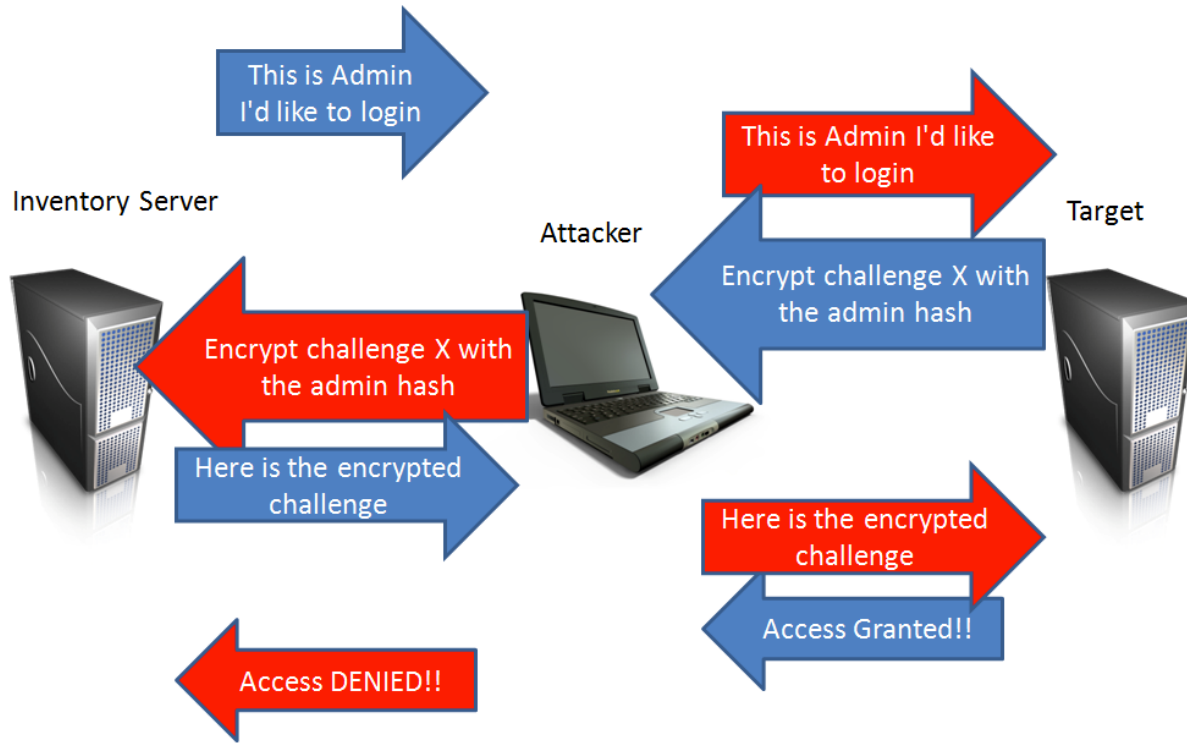 This is Admin
I'd like to login
This is Admin I'd like
to login
Inventory Server
Attacker
Target
Encrypt challenge X with
the admin hash
Encrypt challenge X with
the admin hash
Here is the encrypted
challenge
Here is the encrypted
challenge
Access Granted!!
Access DENIED!!